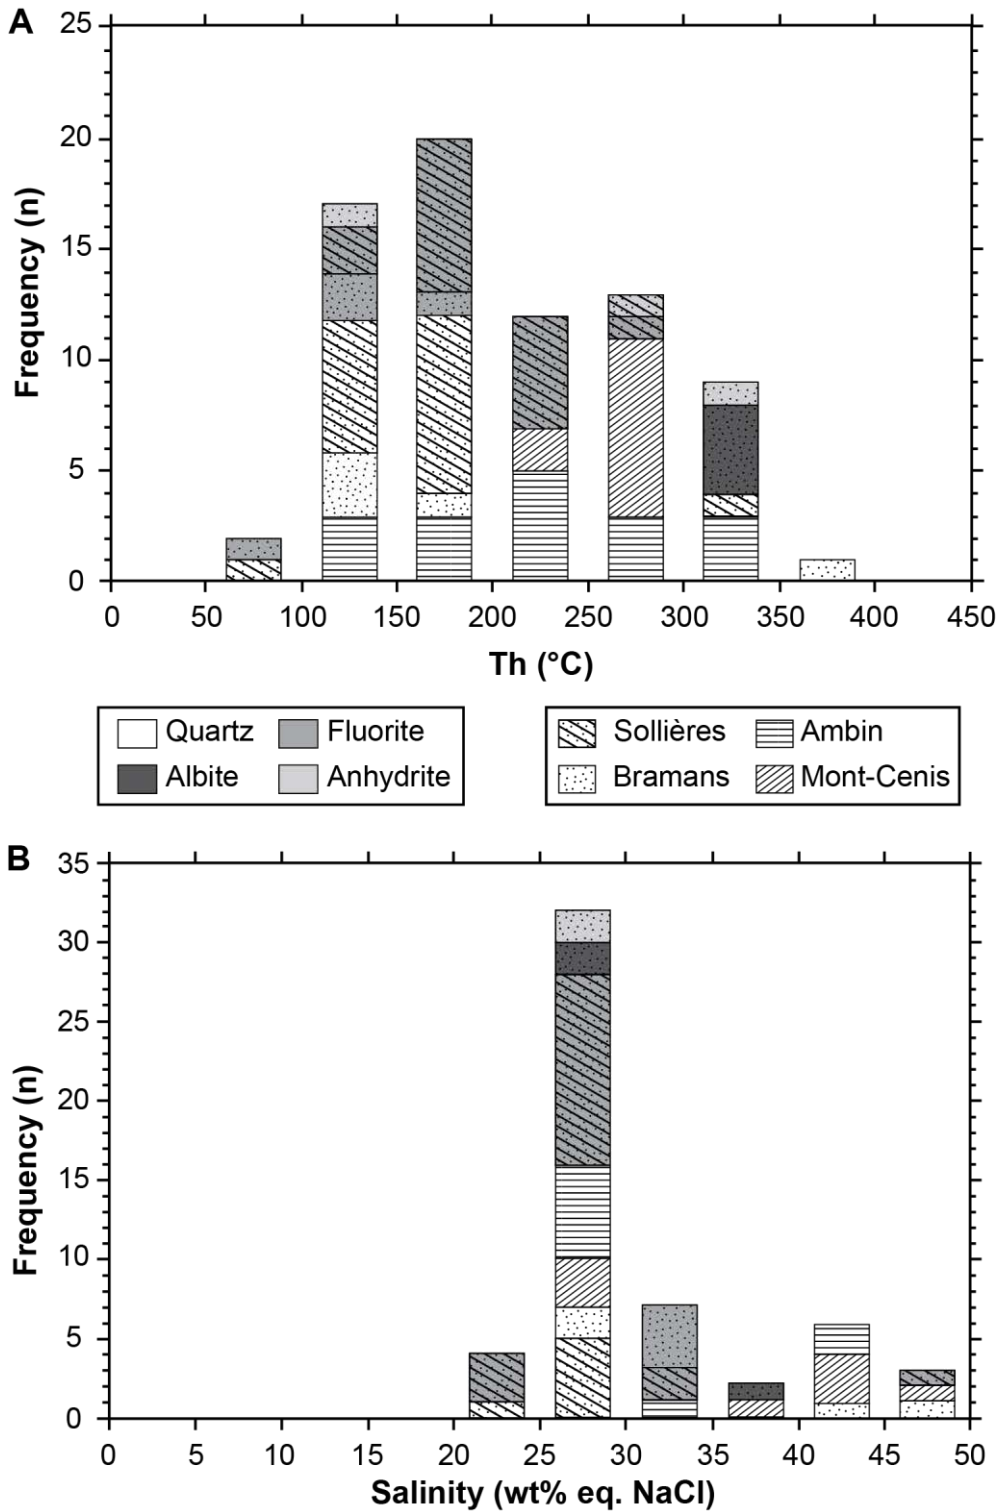 A
Frequency (n)
25
20
15
10
5
0
0 50 100 150 200 250 300 350 400 450
Th (°C)
Quartz Fluorite
Albite Anhydrite
Sollières Ambin
Bramans Mont-Cenis
B
Frequency (n)
35
30
25
20
15
10
5
0
0 5 10 15 20 25 30 35 40 45 50
Salinity (wt% eq. NaCl)